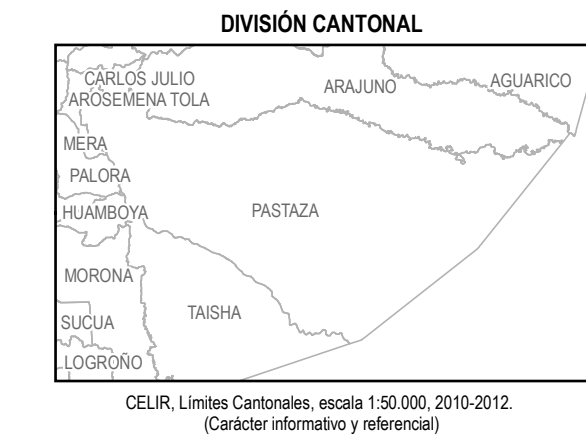 DIVISIÓN CANTONAL
CARLOS JULIO
AROSEMENA TOLA
ARAJUNO
AGUARICO
MERA
PALORA
HUAMBOYA
PASTAZA
MORONA
TAISHA
SUCUA
LOGROÑO
CELIR, Límites Cantonales, escala 1:50.000, 2010-2012.
(Carácter informativo y referencial)